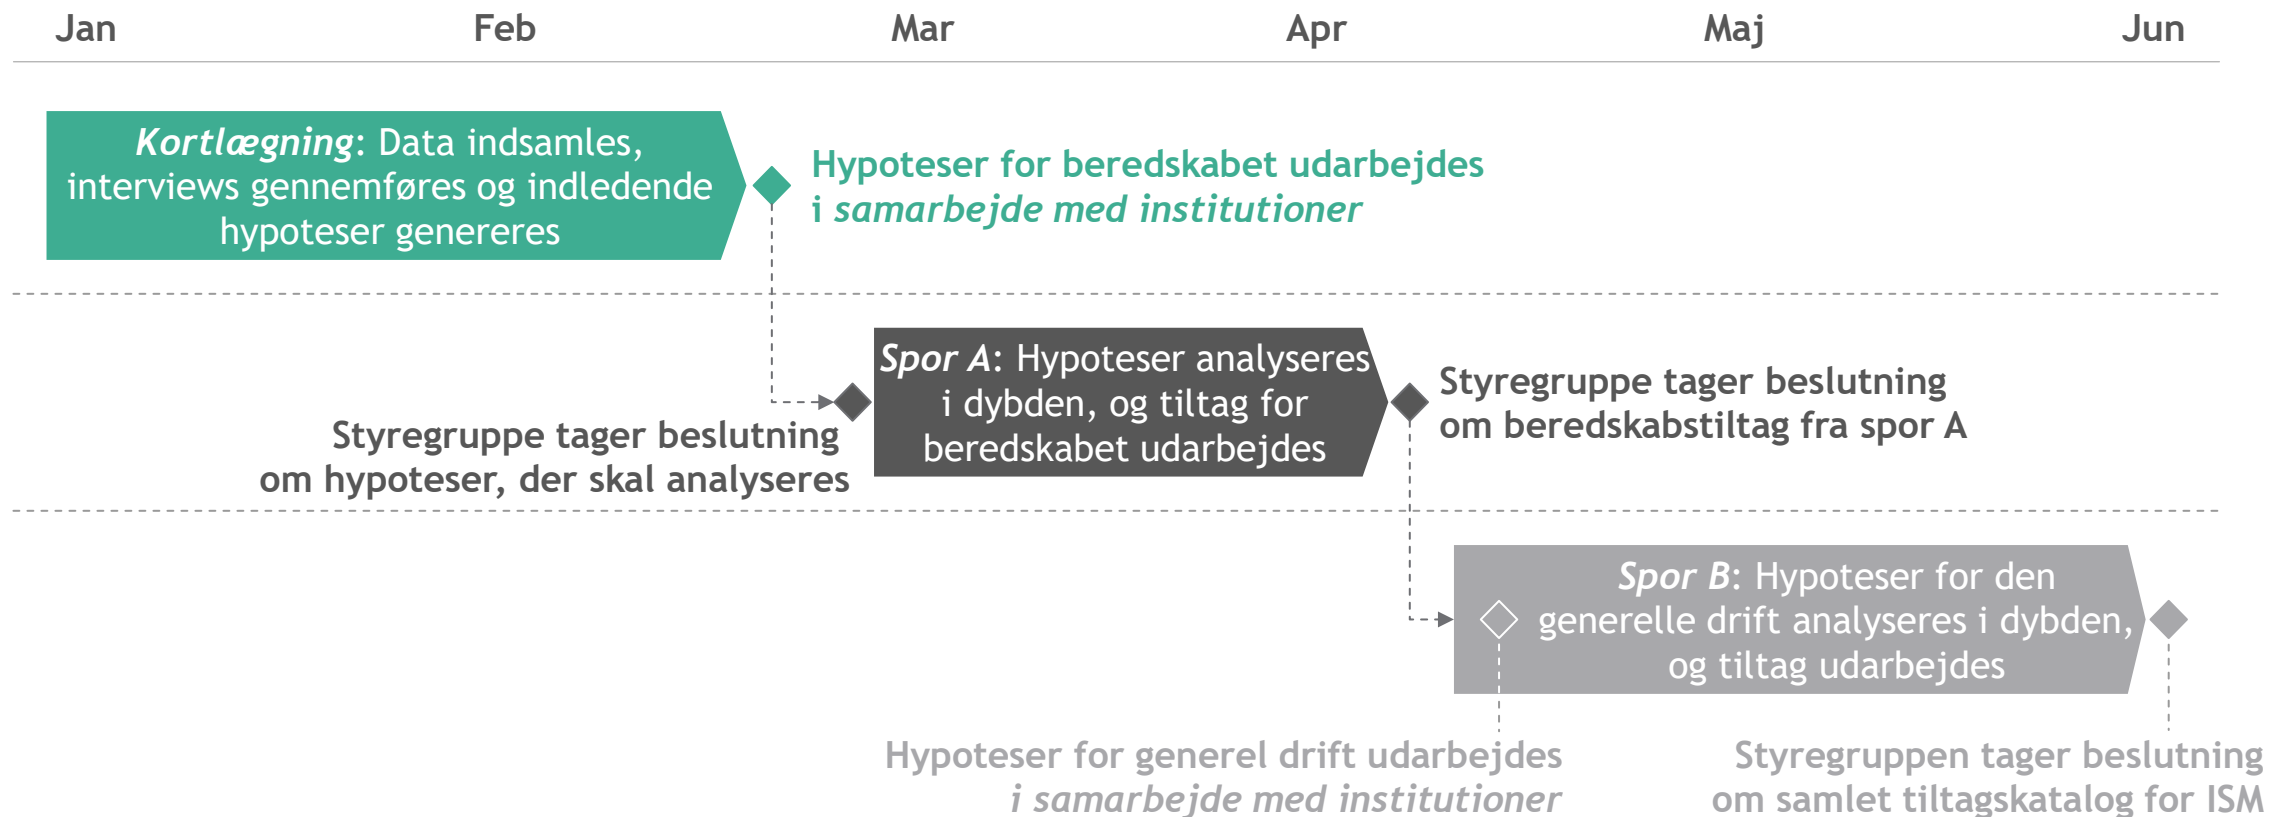 Jan Feb Mar Apr Maj Jun
Kortlægning: Data indsamles,
interviews gennemføres og indledende
hypoteser genereres
Hypoteser for beredskabet udarbejdes
i samarbejde med institutioner
Styregruppe tager beslutning
om hypoteser, der skal analyseres
Spor A: Hypoteser analyseres
i dybden, og tiltag for
beredskabet udarbejdes
Styregruppe tager beslutning
om beredskabstiltag fra spor A
Spor B: Hypoteser for den
generelle drift analyseres i dybden,
og tiltag udarbejdes
Hypoteser for generel drift udarbejdes
i samarbejde med institutioner
Styregruppen tager beslutning
om samlet tiltagskatalog for ISM